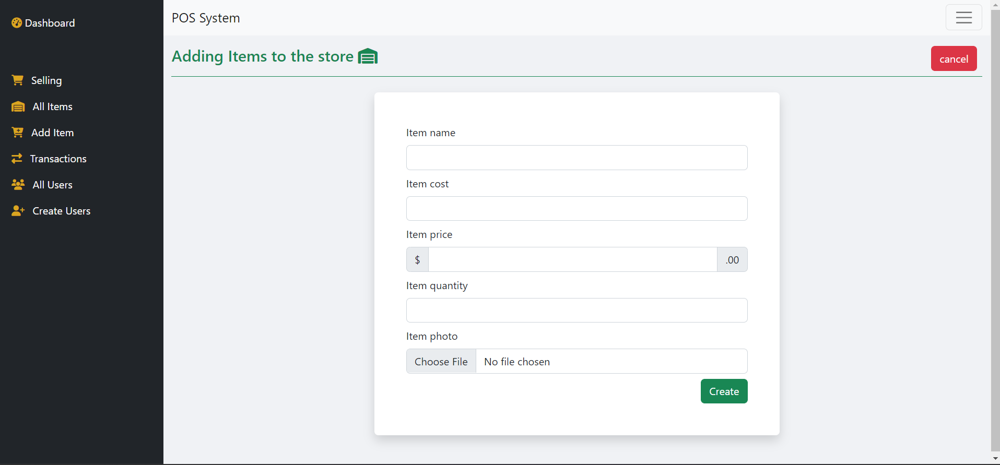 Dashboard
Selling
All Items
Add Item
Transactions
All Users
Create Users
POS System
Adding Items to the store
cancel
Item name
Item cost
Item price
$ .00
Item quantity
Item photo
Choose File No file chosen
Create